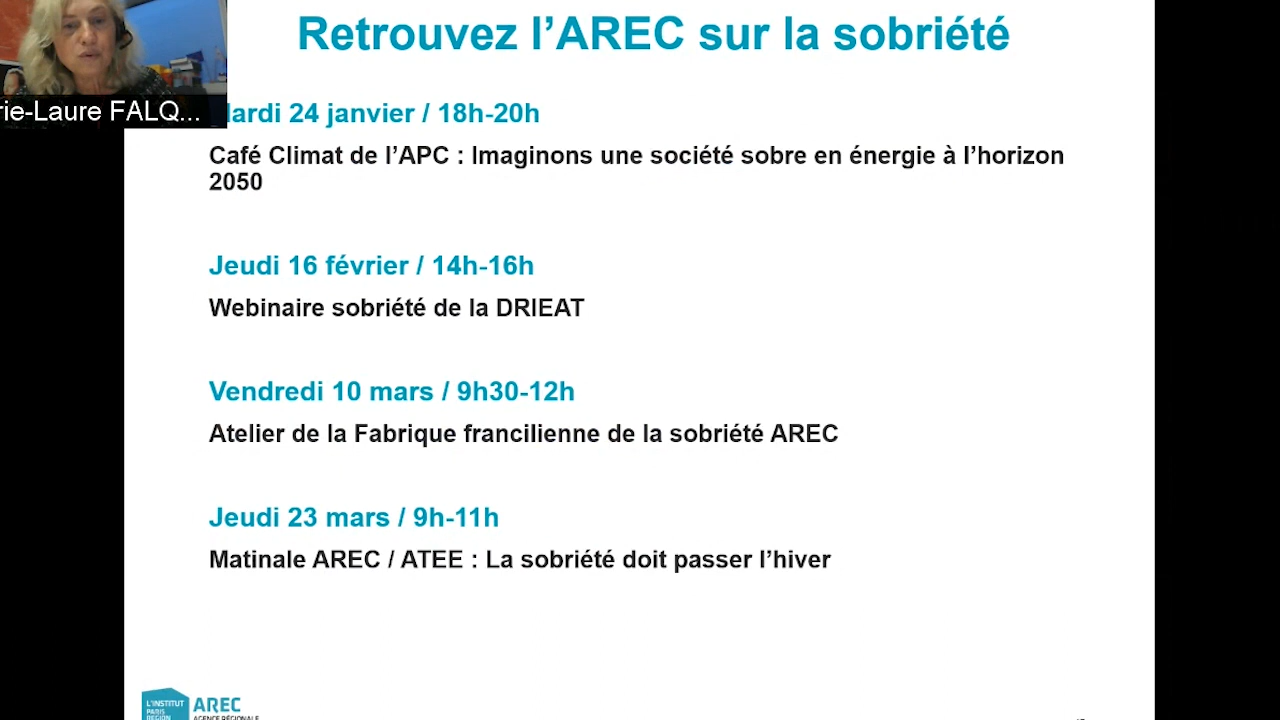 Retrouvez l’AREC sur la sobriété
rie-Laure FALQ...
ardi 24 janvier / 18h-20h
Café Climat de l’APC : Imaginons une société sobre en énergie à l’horizon
2050
Jeudi 16 février / 14h-16h
Webinaire sobriété de la DRIEAT
Vendredi 10 mars / 9h30-12h
Atelier de la Fabrique francilienne de la sobriété AREC
Jeudi 23 mars / 9h-11h
Matinale AREC / ATEE : La sobriété doit passer l’hiver
L'INSTITUT
PARIS
REGION
AREC
AGENCE RÉGIONALE